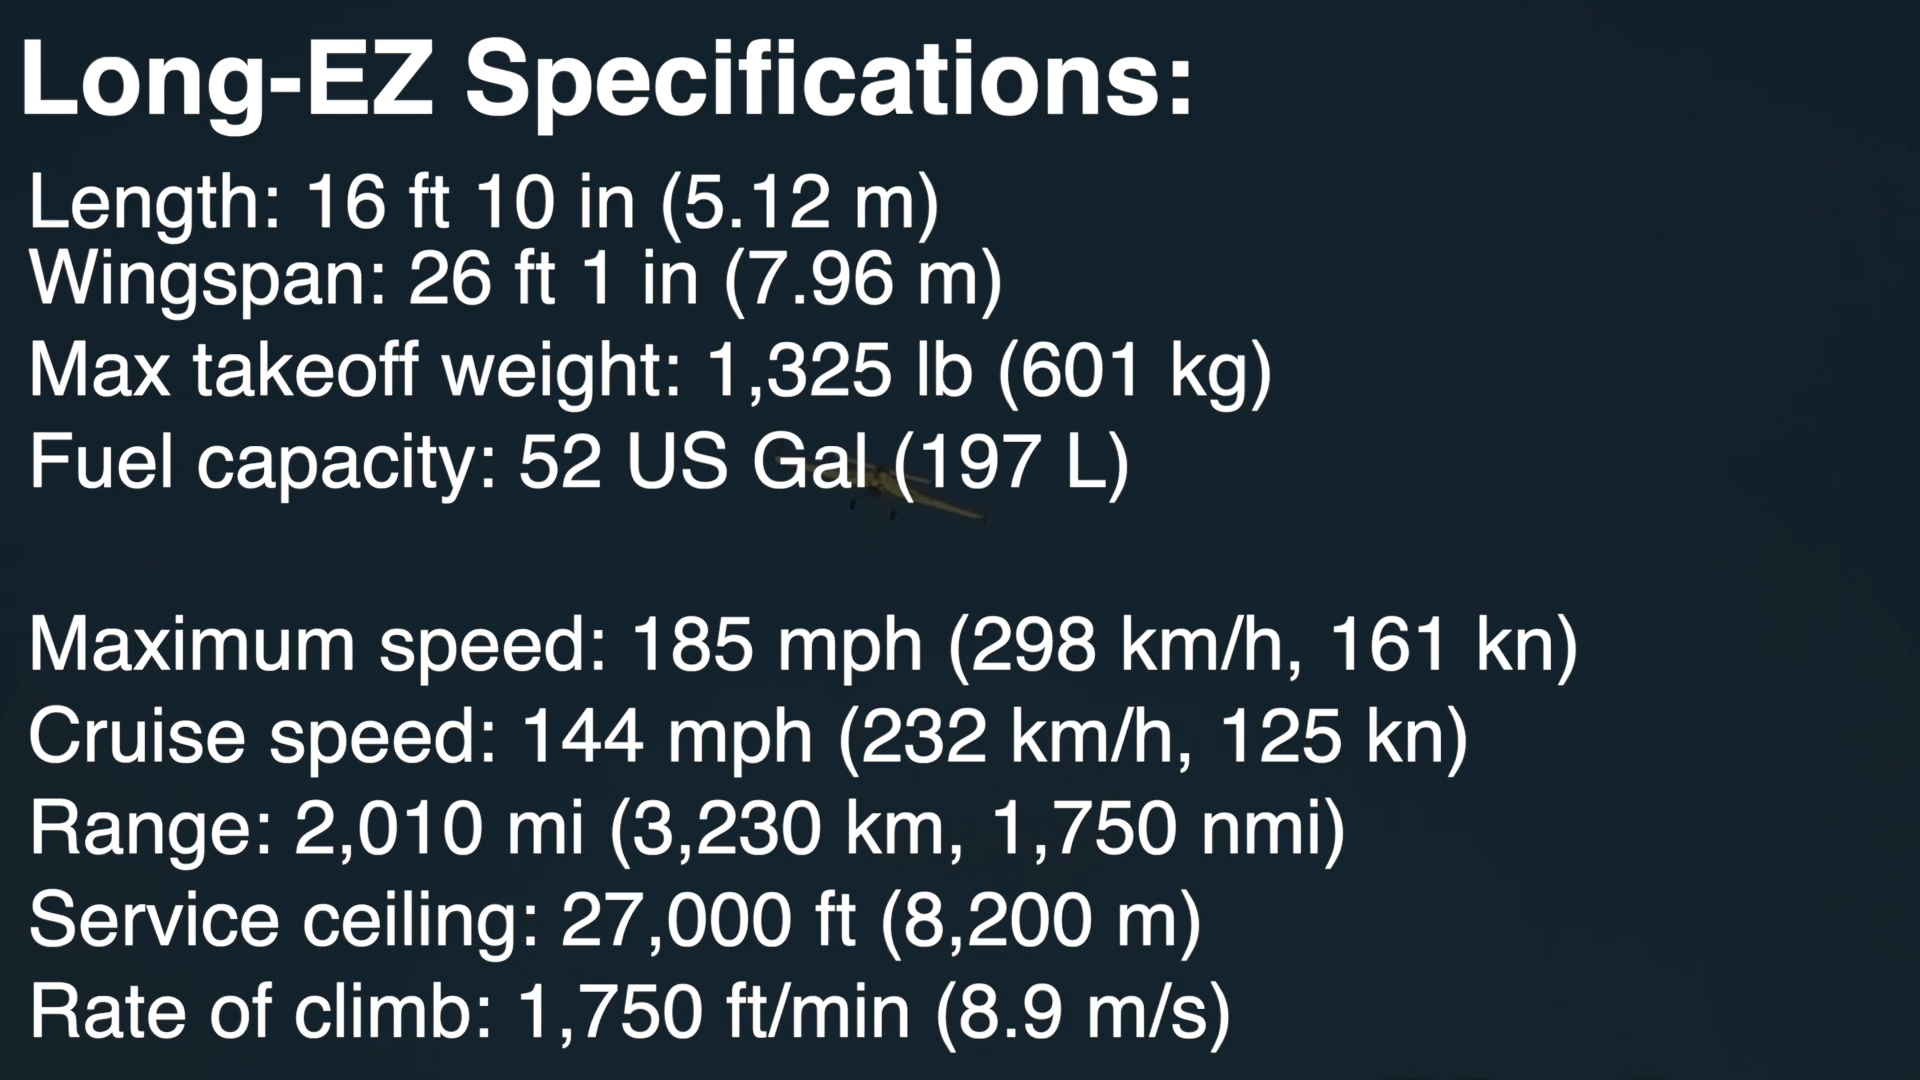 Long-EZ Specifications:
Length: 16 ft 10 in (5.12 m)
Wingspan: 26 ft 1 in (7.96 m)
Max takeoff weight: 1,325 lb (601 kg)
Fuel capacity: 52 US Gal (197 L)
Maximum speed: 185 mph (298 km/h, 161 kn)
Cruise speed: 144 mph (232 km/h, 125 kn)
Range: 2,010 mi (3,230 km, 1,750 nmi)
Service ceiling: 27,000 ft (8,200 m)
Rate of climb: 1,750 ft/min (8.9 m/s)